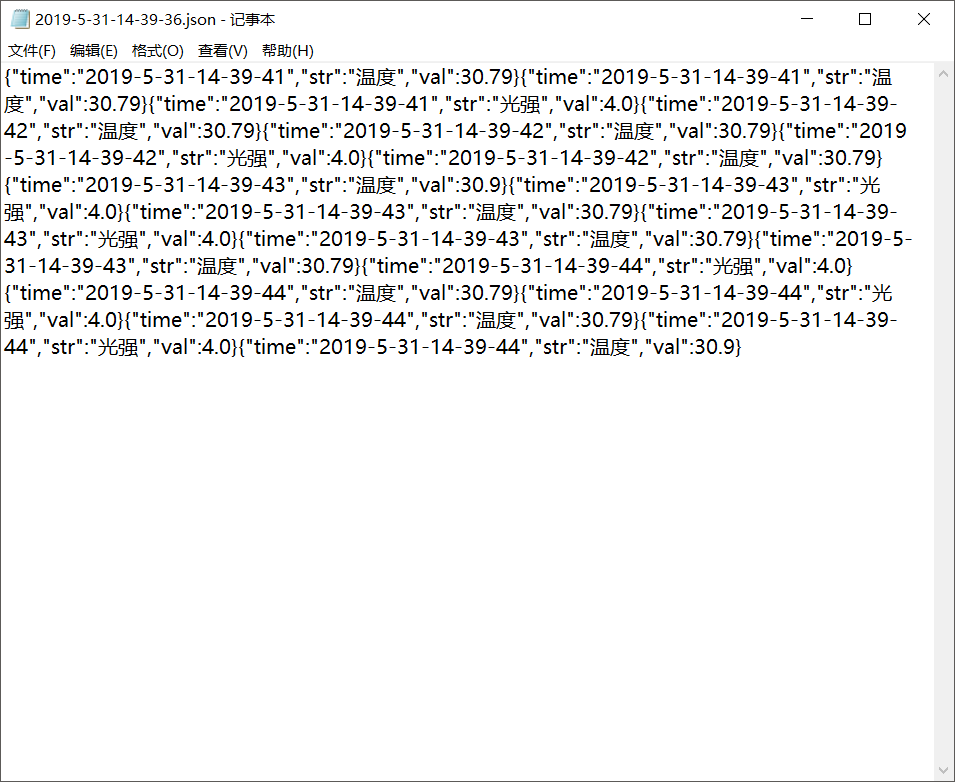 2019-5-31-14-39-36.json - 记事本
文件(F) 编辑(E) 格式(O) 查看(V) 帮助(H)
{"time":"2019-5-31-14-39-41","str":"温度","val":30.79}{"time":"2019-5-31-14-39-41","str":"温
度","val":30.79}{"time":"2019-5-31-14-39-41","str":"光强","val":4.0}{"time":"2019-5-31-14-39-
42","str":"温度","val":30.79}{"time":"2019-5-31-14-39-42","str":"温度","val":30.79}{"time":"2019
-5-31-14-39-42","str":"光强","val":4.0}{"time":"2019-5-31-14-39-42","str":"温度","val":30.79}
{"time":"2019-5-31-14-39-43","str":"温度","val":30.9}{"time":"2019-5-31-14-39-43","str":"光
强","val":4.0}{"time":"2019-5-31-14-39-43","str":"温度","val":30.79}{"time":"2019-5-31-14-39-
43","str":"光强","val":4.0}{"time":"2019-5-31-14-39-43","str":"温度","val":30.79}{"time":"2019-5-
31-14-39-43","str":"温度","val":30.79}{"time":"2019-5-31-14-39-44","str":"光强","val":4.0}
{"time":"2019-5-31-14-39-44","str":"温度","val":30.79}{"time":"2019-5-31-14-39-44","str":"光
强","val":4.0}{"time":"2019-5-31-14-39-44","str":"温度","val":30.79}{"time":"2019-5-31-14-39-
44","str":"光强","val":4.0}{"time":"2019-5-31-14-39-44","str":"温度","val":30.9}